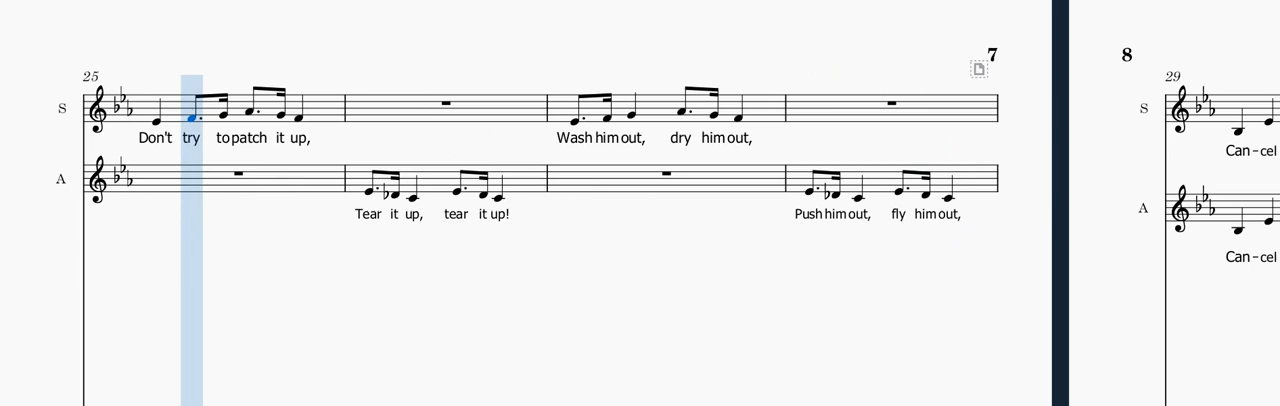 7
25
S
Don't try to patch it up, Wash him out, dry him out,
A
Tear it up, tear it up! Push him out, fly him out,
8
29
S
Can-cel
A
Can-cel